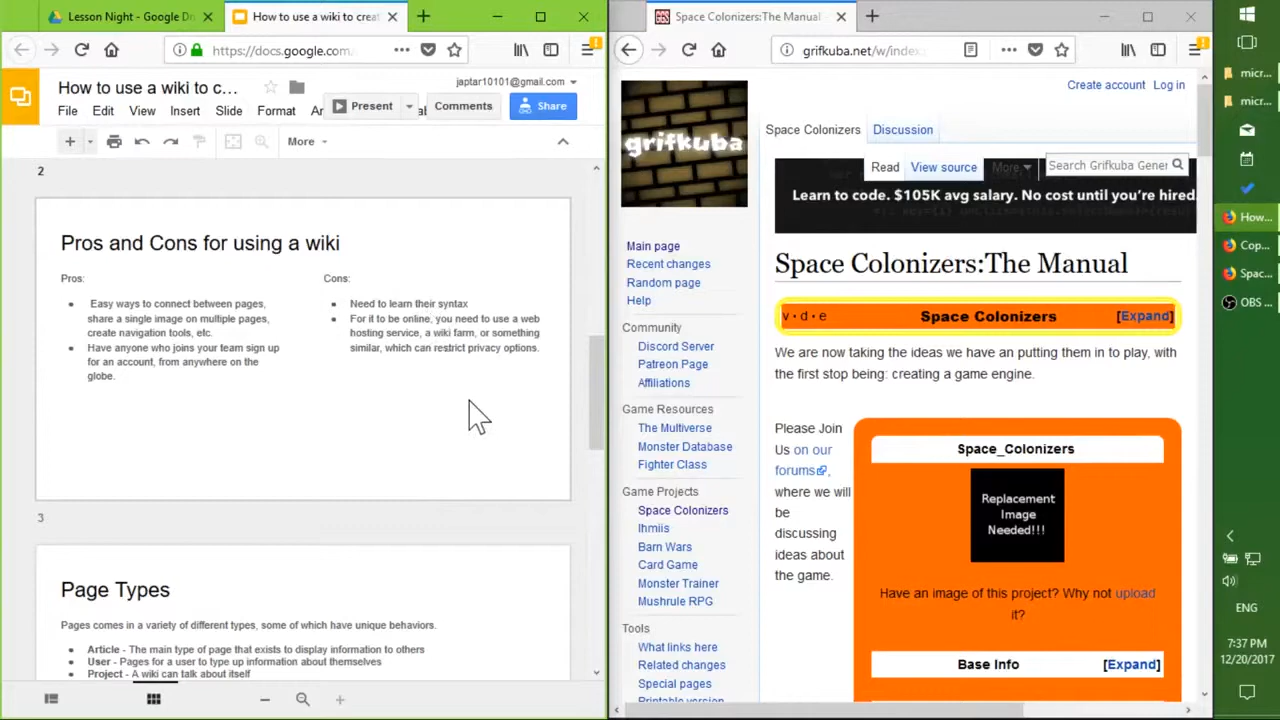 Lesson Night - Google Dr
How to use a wiki to creat
https://docs.google.com
How to use a wiki to c...
japtar10101@gmail.com
File Edit View Insert Slide Format Ar
Present
Comments
Share
More
2
Pros and Cons for using a wiki
Pros:
Easy ways to connect between pages,
share a single image on multiple pages,
create navigation tools, etc.
Have anyone who joins your team sign up
for an account, from anywhere on the
globe.
Cons:
Need to learn their syntax
For it to be online, you need to use a web
hosting service, a wiki farm, or something
similar, which can restrict privacy options.
3
Page Types
Pages comes in a variety of different types, some of which have unique behaviors.
Article - The main type of page that exists to display information to others
User - Pages for a user to type up information about themselves
Project - A wiki can talk about itself
GGS
Space Colonizers:The Manual
grifkuba.net/w/index
grifkuba
Create account Log in
Space Colonizers Discussion
Read View source More
Search Grifkuba Gener
Learn to code. $105K avg salary. No cost until you're hired.
Main page
Recent changes
Random page
Help
Community
Discord Server
Patreon Page
Affiliations
Game Resources
The Multiverse
Monster Database
Fighter Class
Game Projects
Space Colonizers
Ihmiis
Barn Wars
Card Game
Monster Trainer
Mushrule RPG
Tools
What links here
Related changes
Special pages
Printable version
Space Colonizers:The Manual
v · d · e Space Colonizers [Expand]
We are now taking the ideas we have an putting them in to play, with
the first stop being: creating a game engine.
Please Join
Us on our
forums,
where we will
be
discussing
ideas about
the game.
Space_Colonizers
Replacement
Image
Needed!!!
Have an image of this project? Why not upload
it?
Base Info [Expand]
micr...
micr...
How...
Cop...
Spac...
OBS ...
ENG
7:37 PM
12/20/2017